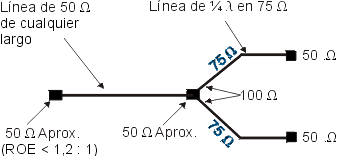 Línea de 50 Ω
de cualquier
largo
Línea de ¼ λ en 75 Ω
75 Ω
50 .Ω
100 Ω
50 Ω Aprox.
(ROE < 1,2 : 1)
50 Ω Aprox.
75 Ω
50 .Ω